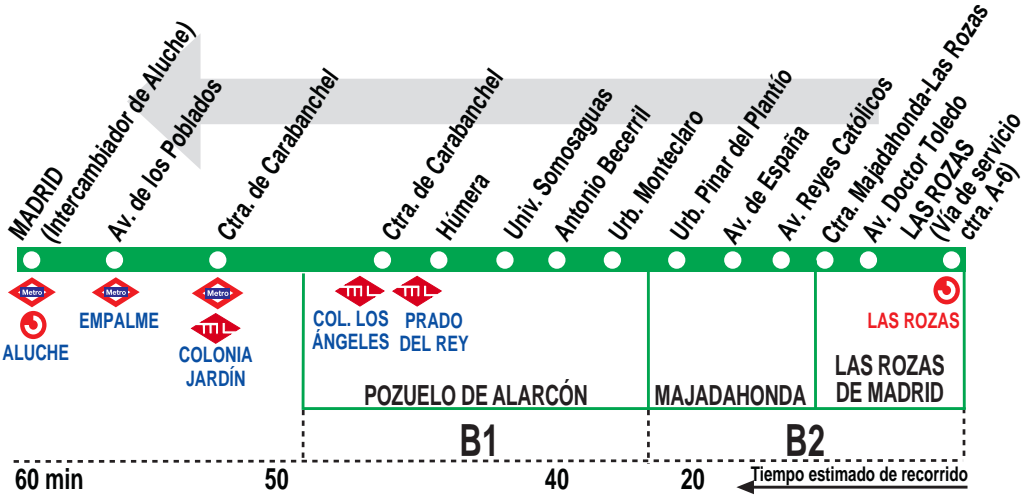 MADRID
(Intercambiador de Aluche)
Av. de los Poblados
Ctra. de Carabanchel
Ctra. de Carabanchel
Húmera
Univ. Somosaguas
Antonio Becerril
Urb. Monteclaro
Urb. Pinar del Plantío
Av. de España
Av. Reyes Católicos
Ctra. Majadahonda-Las Rozas
Av. Doctor Toledo
LAS ROZAS
(Vía de servicio
ctra. A-6)
Metro
Metro
Metro
ML
ML
ML
ALUCHE
EMPALME
COLONIA
JARDÍN
COL. LOS
ÁNGELES
PRADO
DEL REY
LAS ROZAS
POZUELO DE ALARCÓN
MAJADAHONDA
LAS ROZAS
DE MADRID
B1
B2
60 min
50
40
20
Tiempo estimado de recorrido